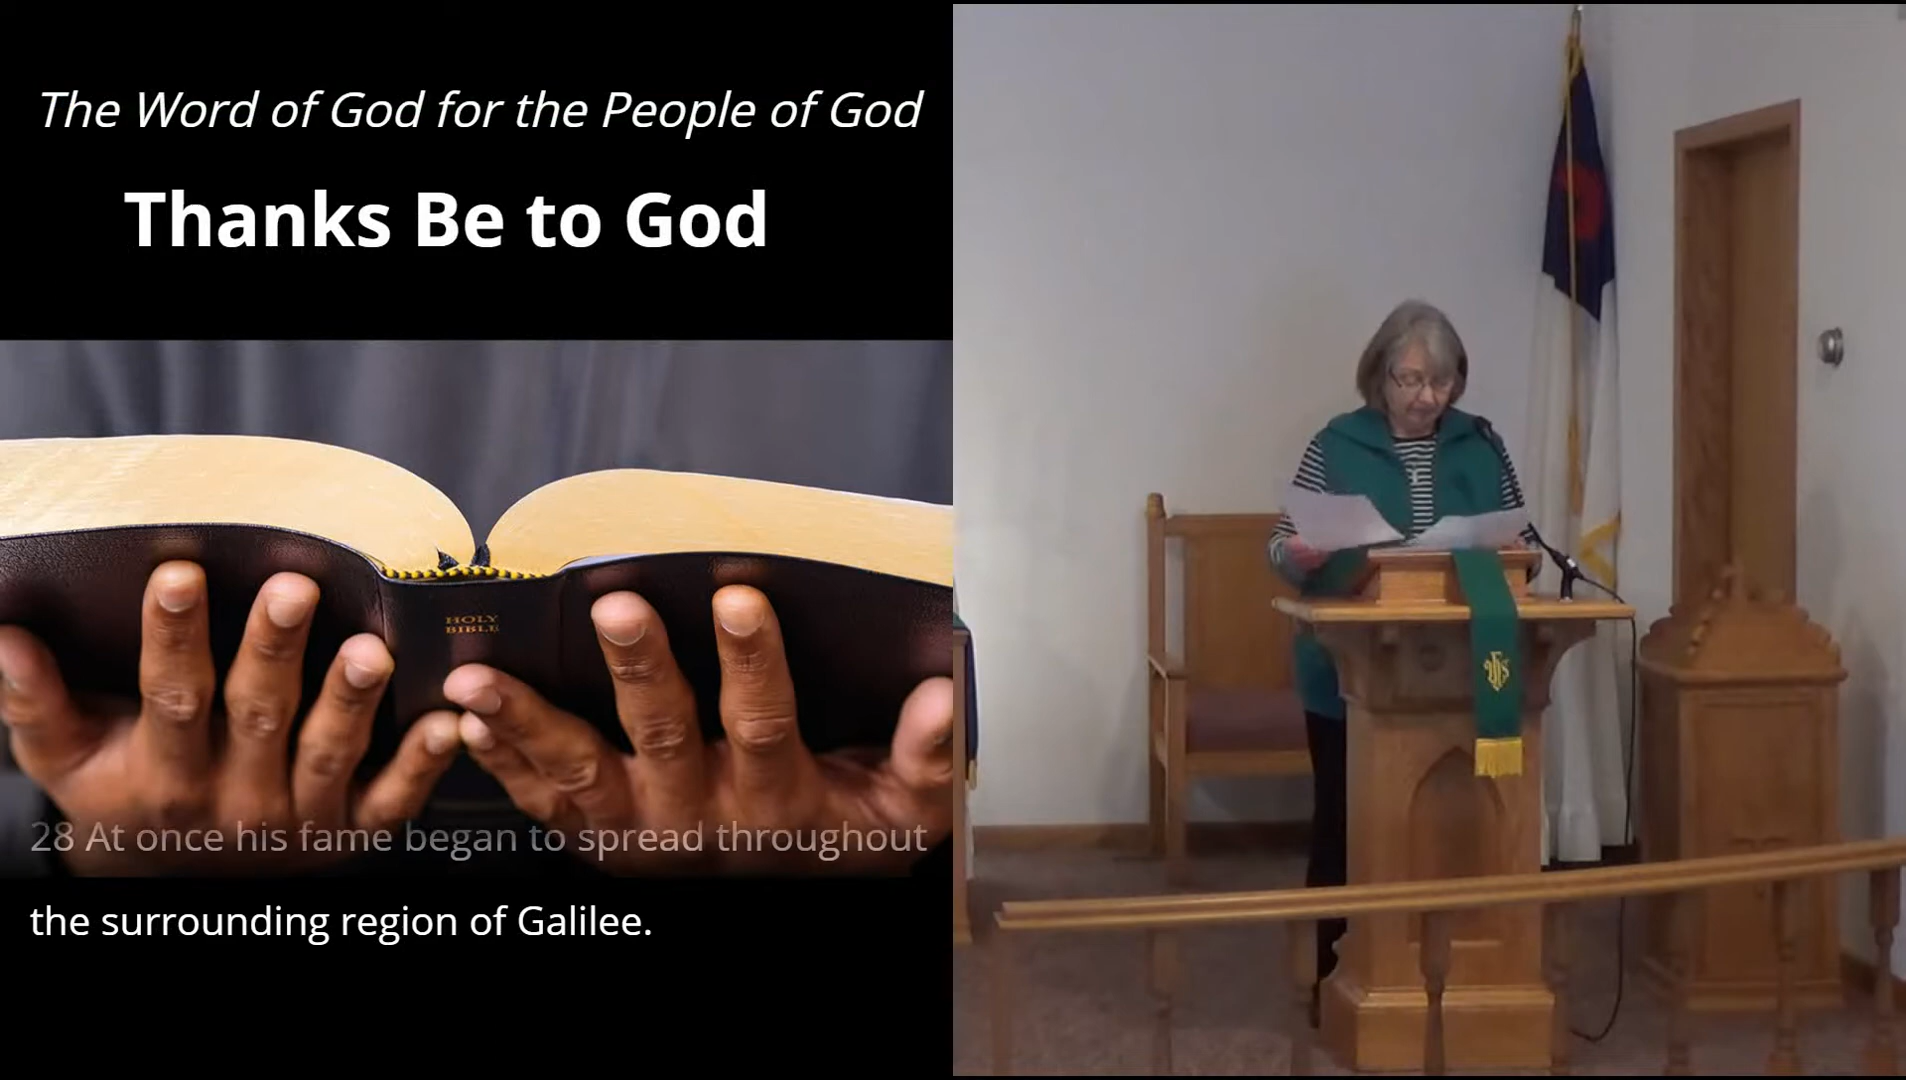 The Word of God for the People of God
Thanks Be to God
HOLY
BIBLE
28 At once his fame began to spread throughout
the surrounding region of Galilee.
IHS